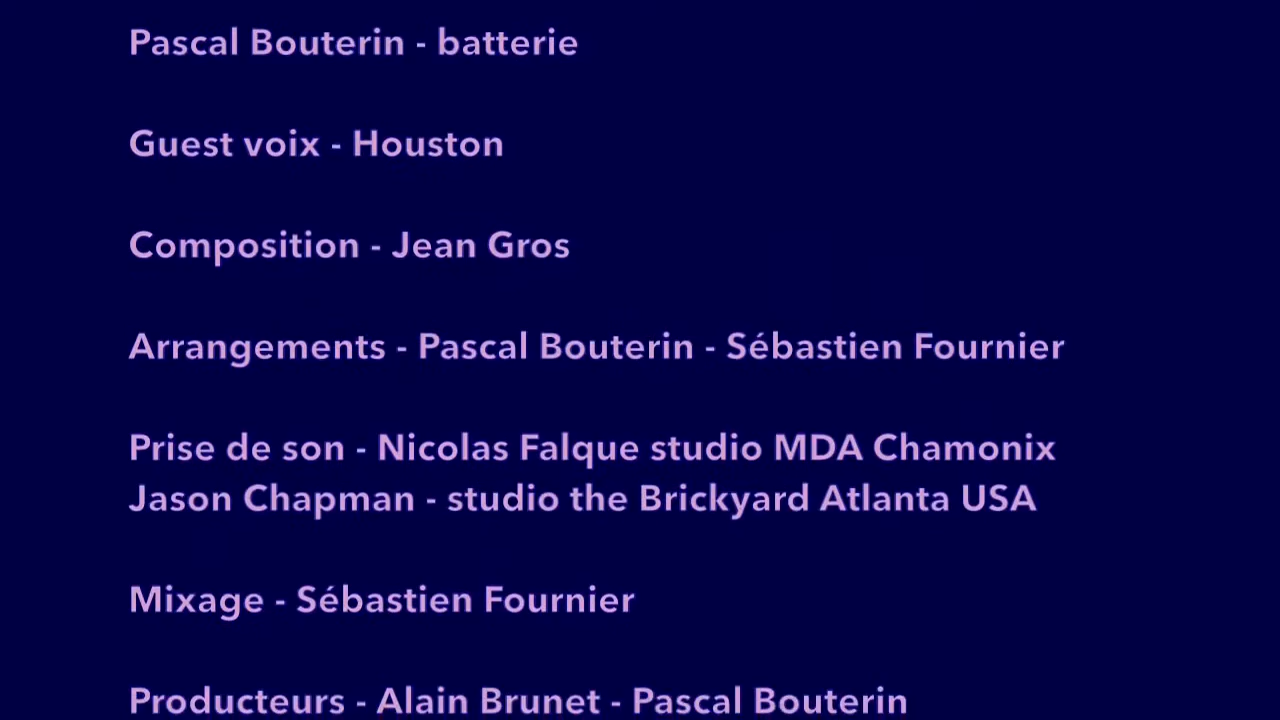 Pascal Bouterin - batterie
Guest voix - Houston
Composition - Jean Gros
Arrangements - Pascal Bouterin - Sébastien Fournier
Prise de son - Nicolas Falque studio MDA Chamonix
Jason Chapman - studio the Brickyard Atlanta USA
Mixage - Sébastien Fournier
Producteurs - Alain Brunet - Pascal Bouterin